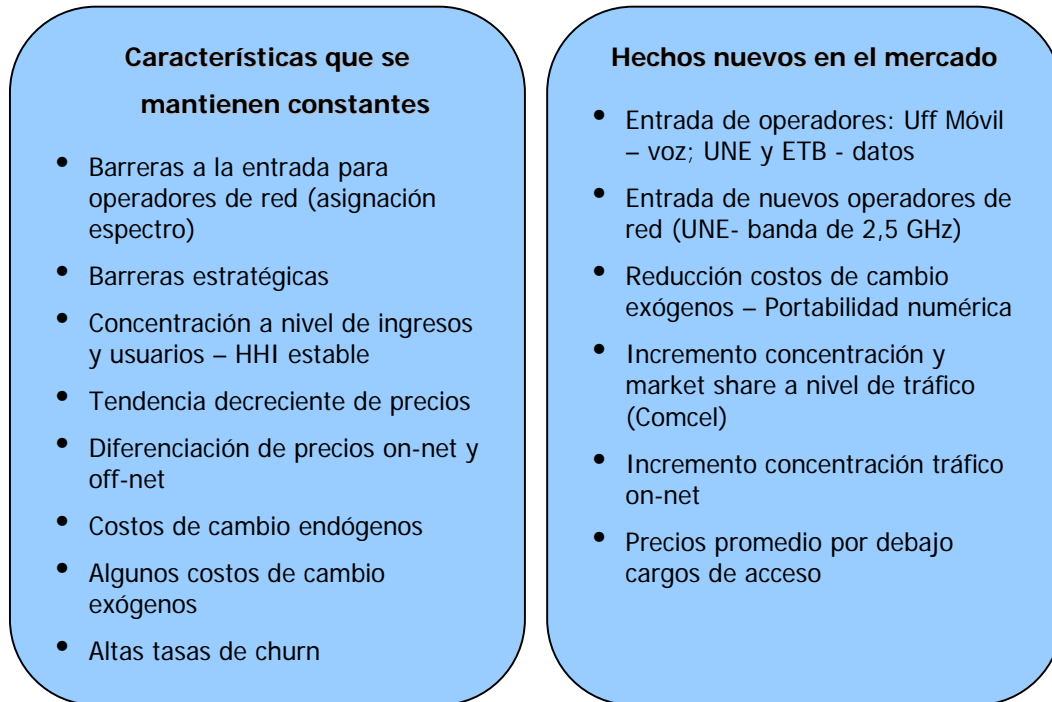 Características que se
mantienen constantes
• Barreras a la entrada para
operadores de red (asignación
espectro)
• Barreras estratégicas
• Concentración a nivel de ingresos
y usuarios – HHI estable
• Tendencia decreciente de precios
• Diferenciación de precios on-net y
off-net
• Costos de cambio endógenos
• Algunos costos de cambio
exógenos
• Altas tasas de churn
Hechos nuevos en el mercado
• Entrada de operadores: Uff Móvil
– voz; UNE y ETB - datos
• Entrada de nuevos operadores de
red (UNE- banda de 2,5 GHz)
• Reducción costos de cambio
exógenos – Portabilidad numérica
• Incremento concentración y
market share a nivel de tráfico
(Comcel)
• Incremento concentración tráfico
on-net
• Precios promedio por debajo
cargos de acceso